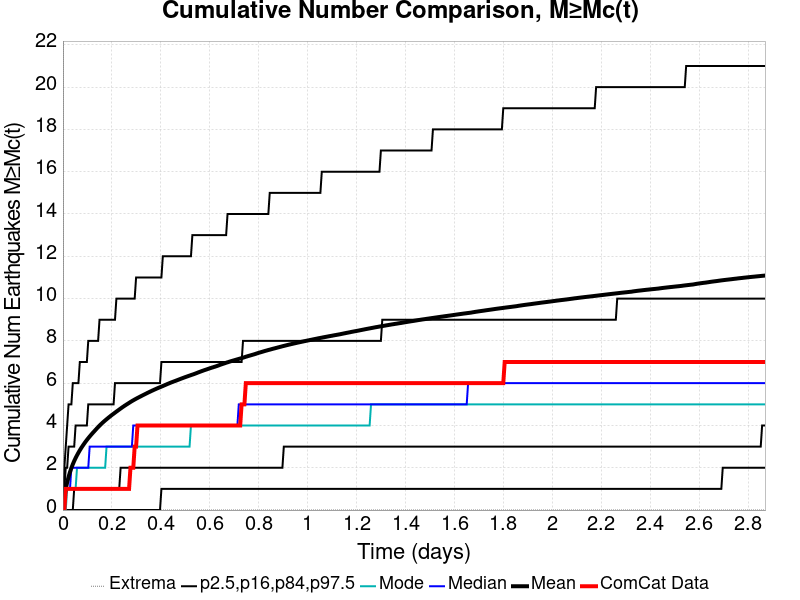 Cumulative Number Comparison, M≥Mc(t)
Cumulative Num Earthquakes M≥Mc(t)
22
20
18
16
14
12
10
8
6
4
2
0
0 0.2 0.4 0.6 0.8 1 1.2 1.4 1.6 1.8 2 2.2 2.4 2.6 2.8
Time (days)
Extrema p2.5,p16,p84,p97.5 Mode Median Mean ComCat Data